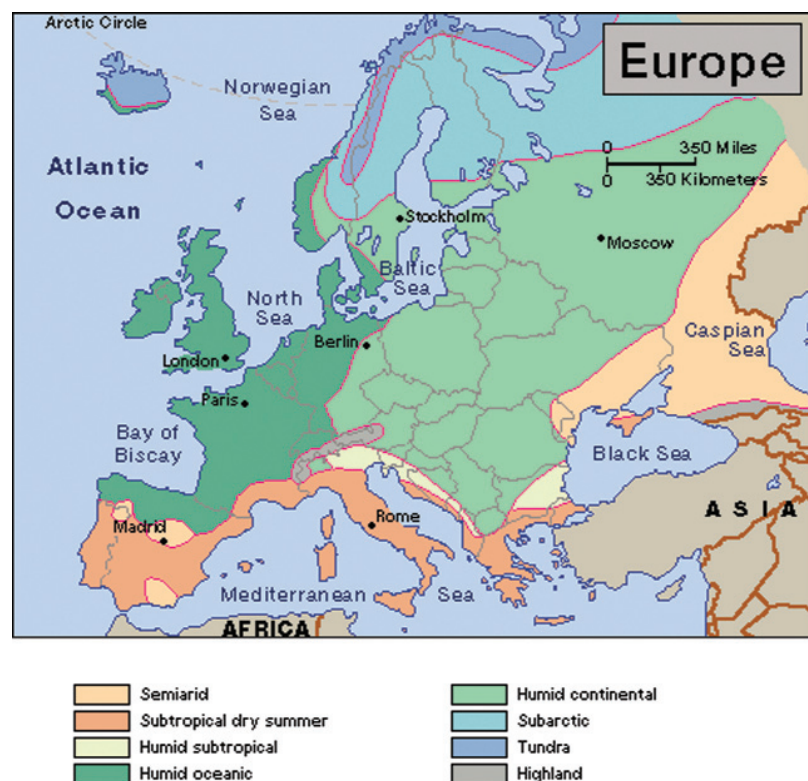 Arctic Circle
Europe
Norwegian
Sea
0 350 Miles
0 350 Kilometers
Atlantic
Ocean
Stockholm
Moscow
Baltic
Sea
North
Sea
Berlin
Caspian
Sea
London
Paris
Bay of
Biscay
Black Sea
ASIA
Madrid
Rome
Mediterranean Sea
AFRICA
Semiarid
Subtropical dry summer
Humid subtropical
Humid oceanic
Humid continental
Subarctic
Tundra
Highland